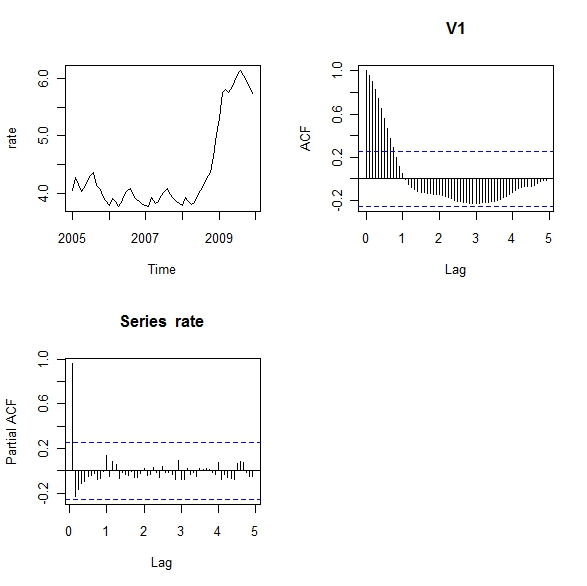 V1
rate
4.0 5.0 6.0
2005 2007 2009
Time
ACF
-0.2 0.2 0.6 1.0
0 1 2 3 4 5
Lag
Series rate
Partial ACF
-0.2 0.2 0.6 1.0
0 1 2 3 4 5
Lag